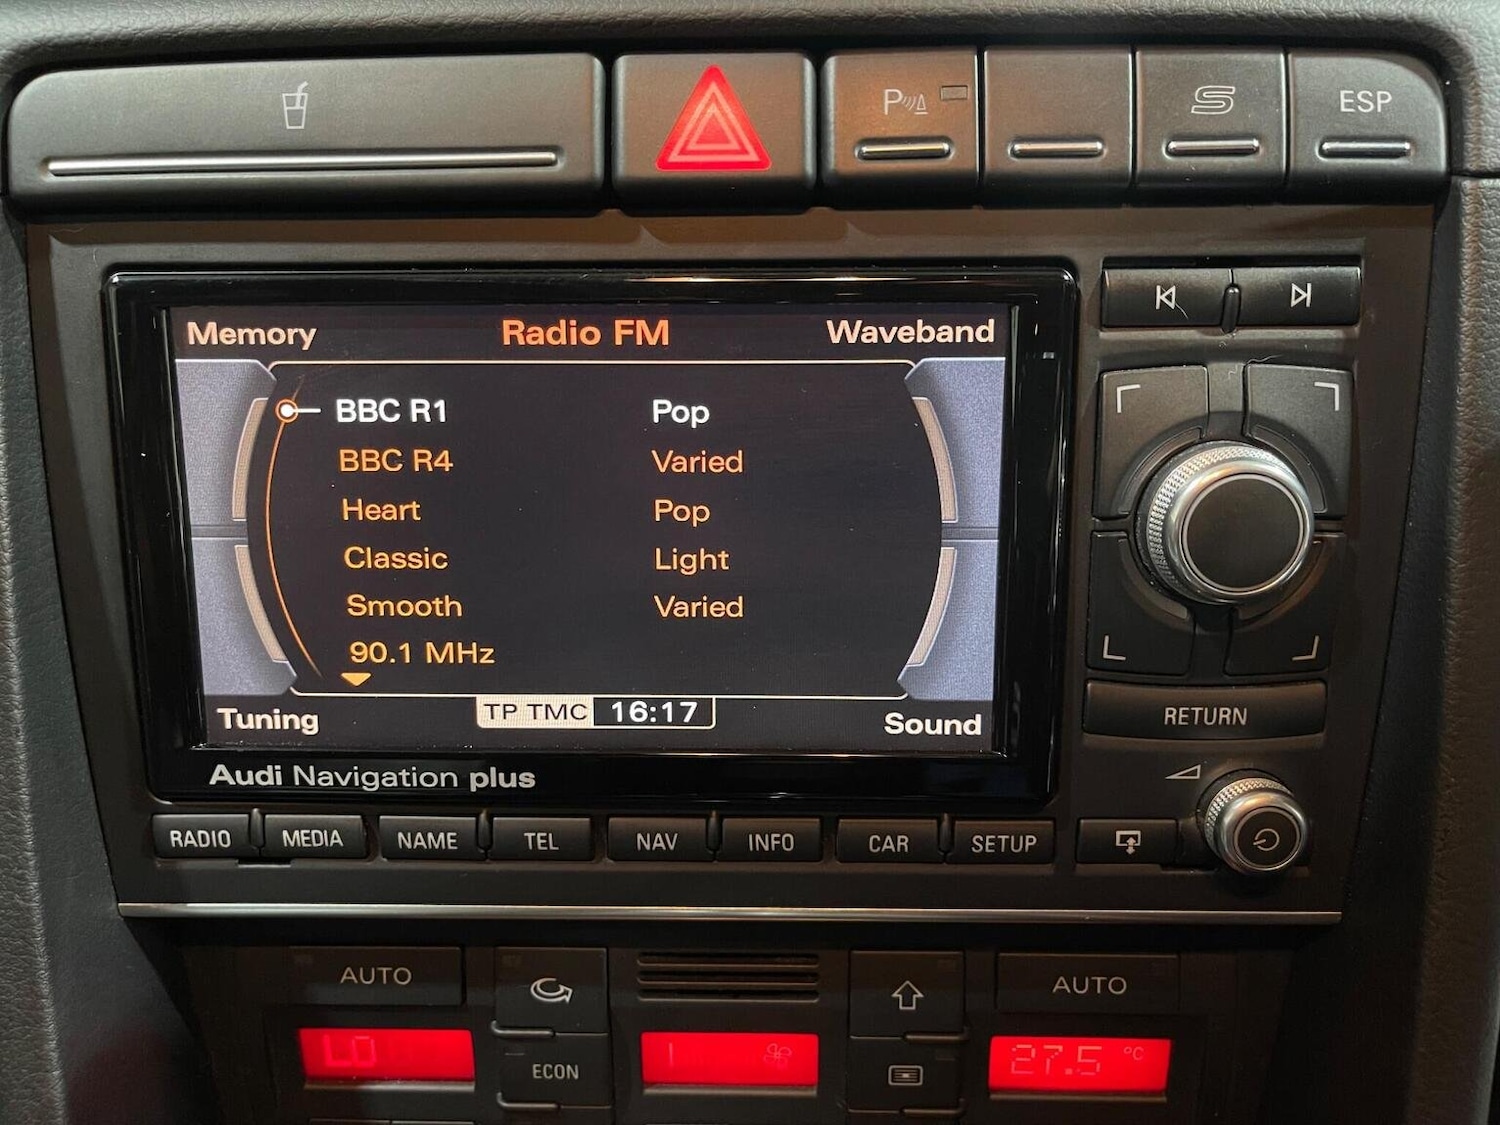 P
S
ESP
Memory Radio FM Waveband
BBC R1 Pop
BBC R4 Varied
Heart Pop
Classic Light
Smooth Varied
90.1 MHz
Tuning TP TMC 16:17 Sound
Audi Navigation plus
RETURN
RADIO MEDIA NAME TEL NAV INFO CAR SETUP
AUTO AUTO
LO 1 27.5 °C
ECON